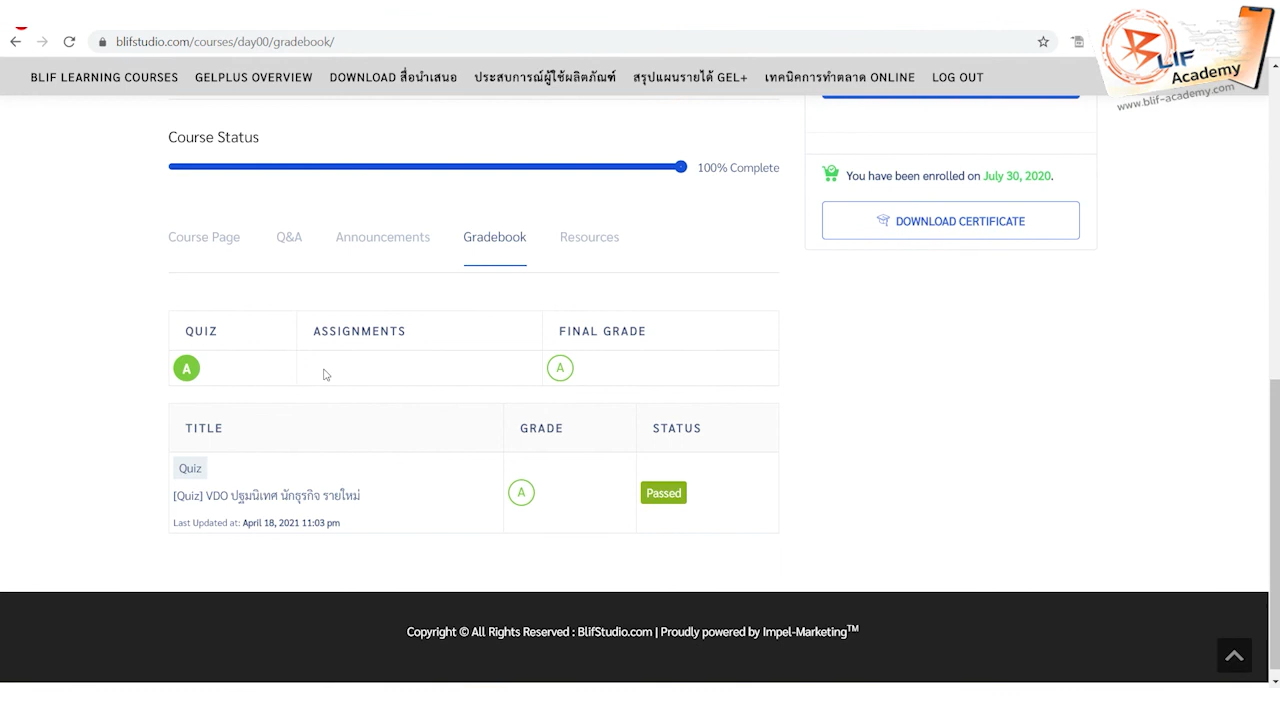 blifstudio.com/courses/day00/gradebook/
BLIF LEARNING COURSES GELPLUS OVERVIEW DOWNLOAD สื่อนำเสนอ ประสบการณ์ผู้ใช้ผลิตภัณฑ์ สรุปแผนรายได้ GEL+ เทคนิคการทำตลาด ONLINE LOG OUT
BLIF
Academy
www.blif-academy.com
Course Status
100% Complete
You have been enrolled on July 30, 2020.
DOWNLOAD CERTIFICATE
Course Page Q&A Announcements Gradebook Resources
QUIZ ASSIGNMENTS FINAL GRADE
A A
TITLE GRADE STATUS
Quiz
[Quiz] VDO ปฐมนิเทศ นักธุรกิจ รายใหม่ A Passed
Last Updated at: April 18, 2021 11:03 pm
Copyright © All Rights Reserved : BlifStudio.com | Proudly powered by Impel-Marketing™